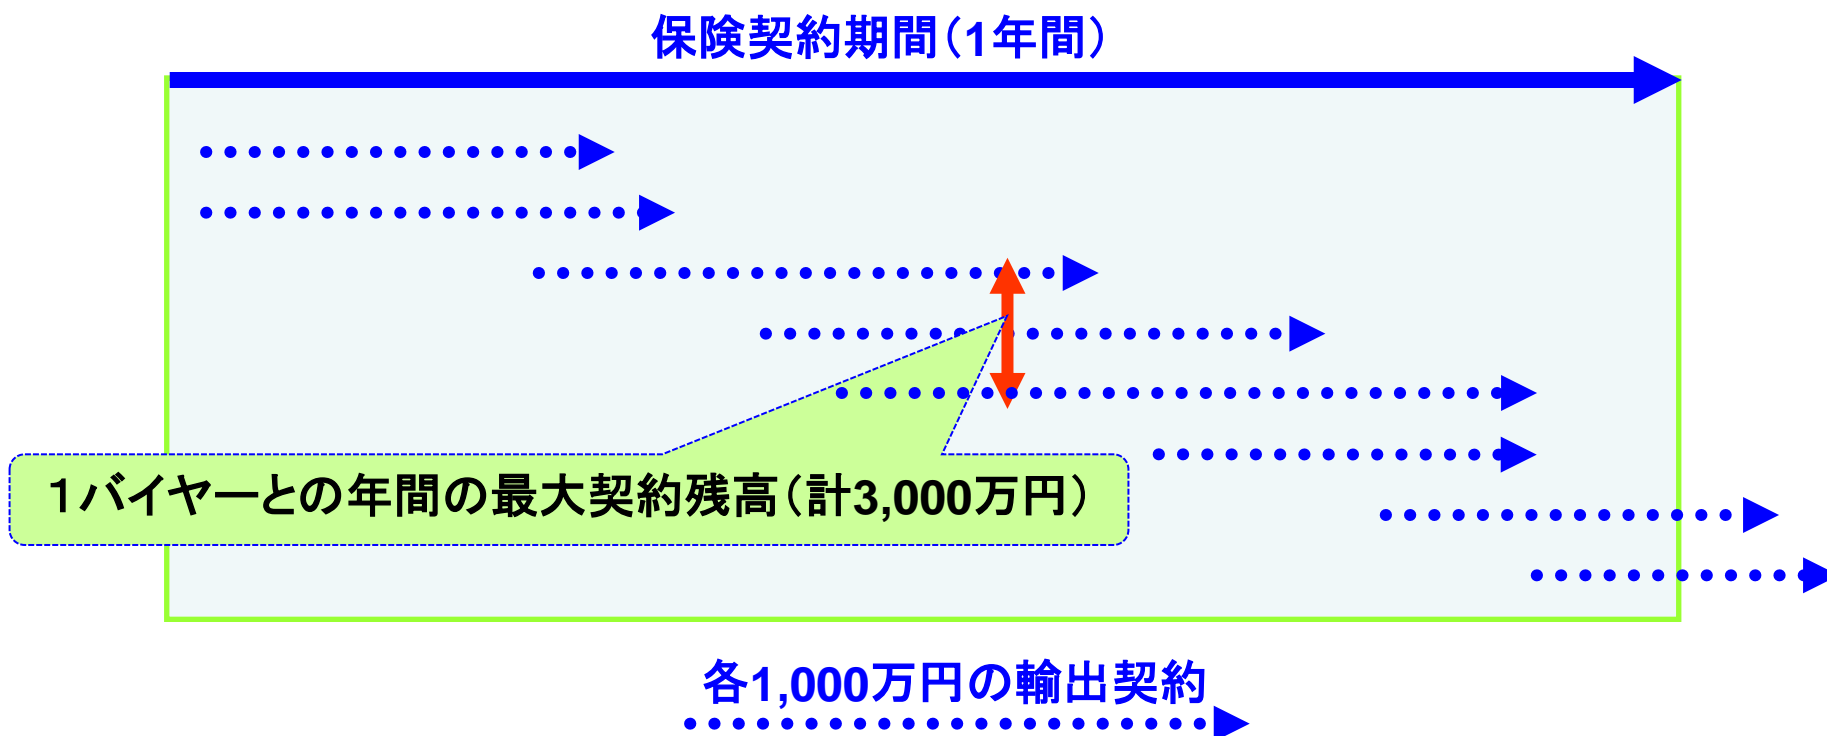 保険契約期間（1年間）
１バイヤーとの年間の最大契約残高（計3,000万円）
各1,000万円の輸出契約